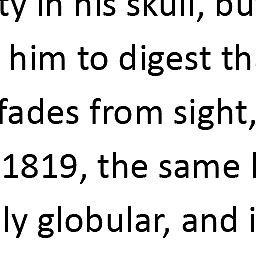 ty in his skull, bu
him to digest th
fades from sight,
1819, the same
ly globular, and i